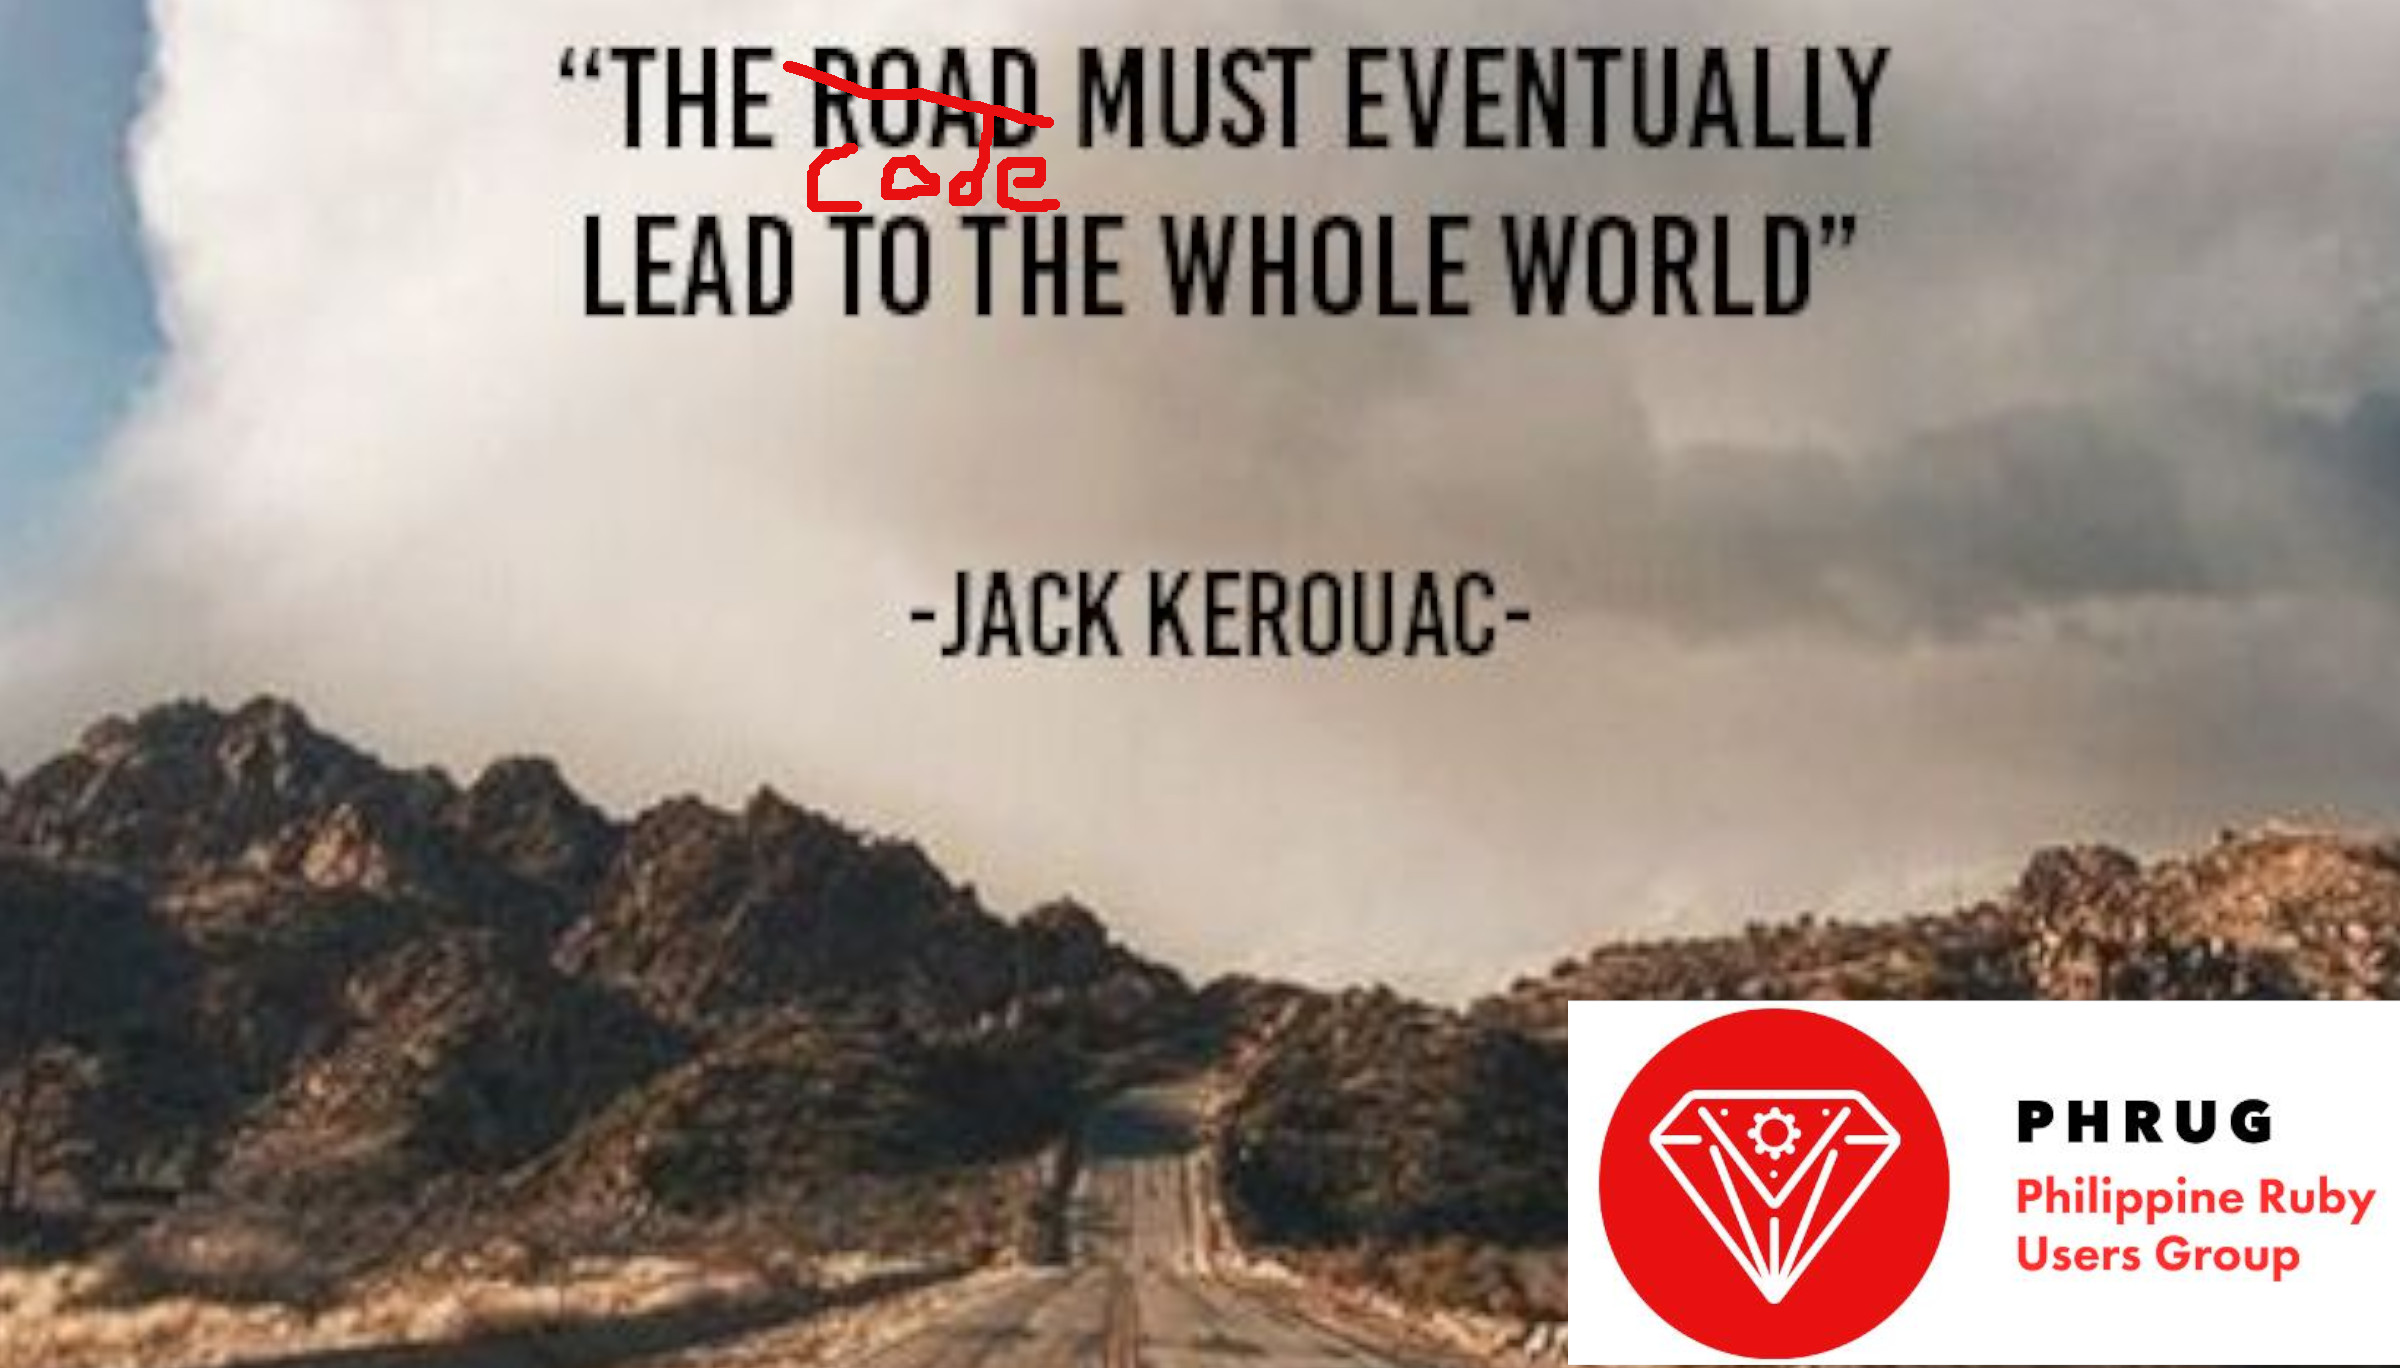 “THE ROAD MUST EVENTUALLY
code
LEAD TO THE WHOLE WORLD”
-JACK KEROUAC-
PHRUG
Philippine Ruby
Users Group